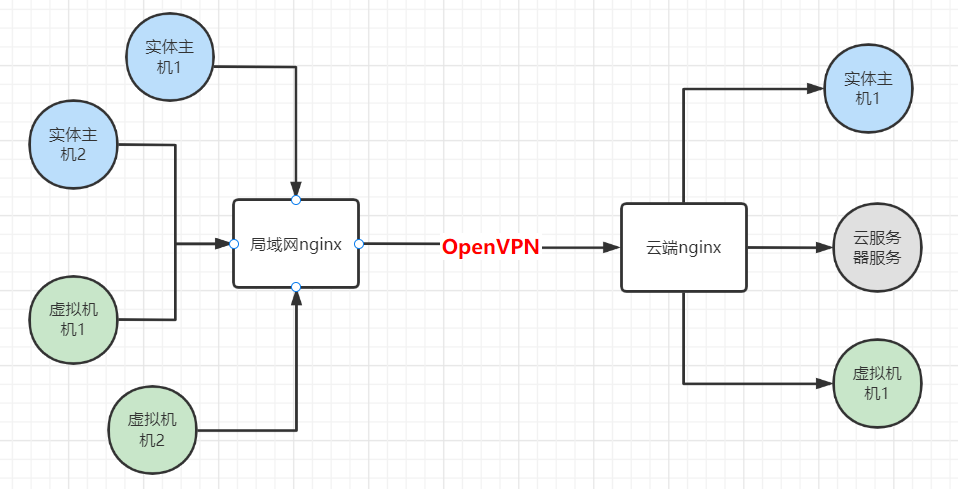 实体主
机1
实体主
机2
虚拟机
机1
虚拟机
机2
局域网nginx
OpenVPN
云端nginx
实体主
机1
云服务
器服务
虚拟机
机1